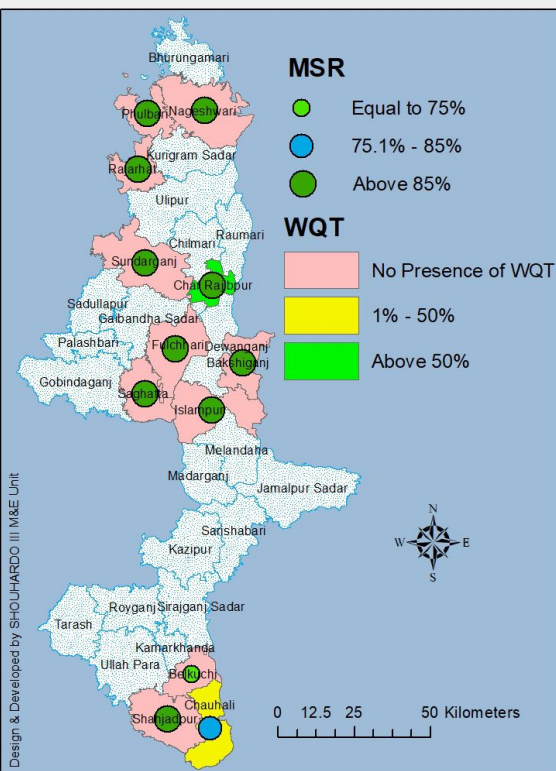 Bhurungamari
Phulbari
Nageshwari
Kurigram Sadar
Rajarhat
Ulipur
Raumari
Chilmari
Sundarganj
Char Rajibpur
Sadullapur
Gaibandha Sadar
Palashbari
Fulchhari
Dewanganj
Bakshiganj
Gobindaganj
Saghatta
Islampur
Melandaha
Madarganj
Jamalpur Sadar
Sarishabari
Kazipur
Royganj
Sirajganj Sadar
Tarash
Kamarkhanda
Ullah Para
Belkuchi
Chauhali
Shahjadpur
MSR
Equal to 75%
75.1% - 85%
Above 85%
WQT
No Presence of WQT
1% - 50%
Above 50%
N
W
E
S
0 12.5 25 50 Kilometers
Design & Developed by SHOUHARDO III M&E Unit